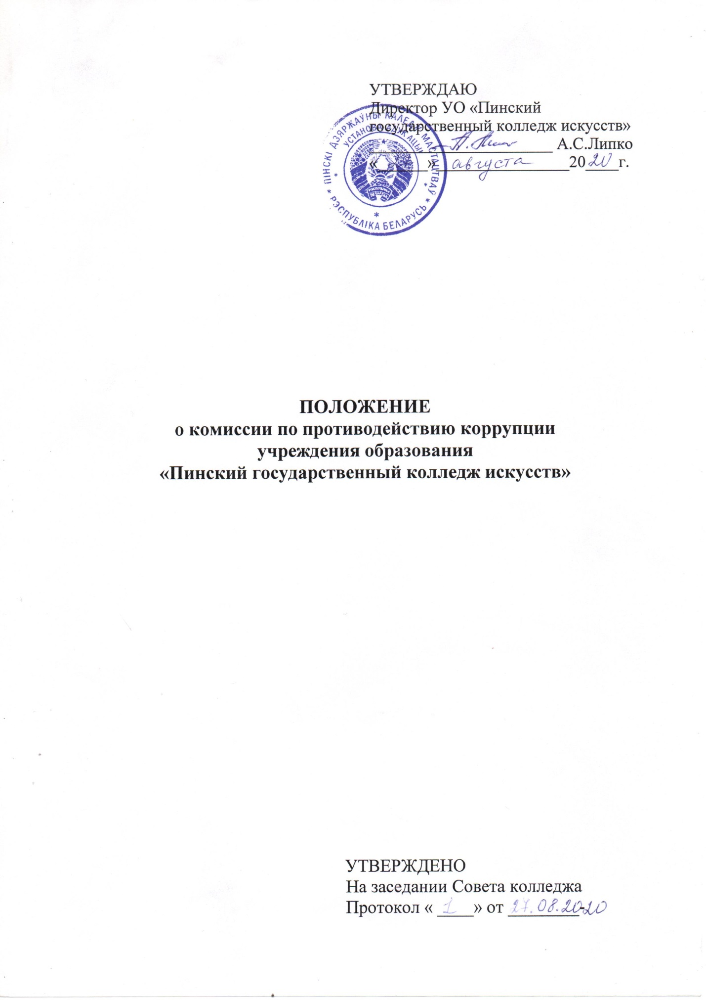 УТВЕРЖДАЮ
Директор УО «Пинский
государственный колледж искусств»
А.С.Липко
« » августа 2020 г.
ПІНСКІ ДЗЯРЖАЎНЫ КАЛЕДЖ МАСТАЦТВАЎ * РЭСПУБЛІКА БЕЛАРУСЬ *
УСТАНОВА АДУКАЦЫІ
ПОЛОЖЕНИЕ
о комиссии по противодействию коррупции
учреждения образования
«Пинский государственный колледж искусств»
УТВЕРЖДЕНО
На заседании Совета колледжа
Протокол « 1 » от 27.08.2020